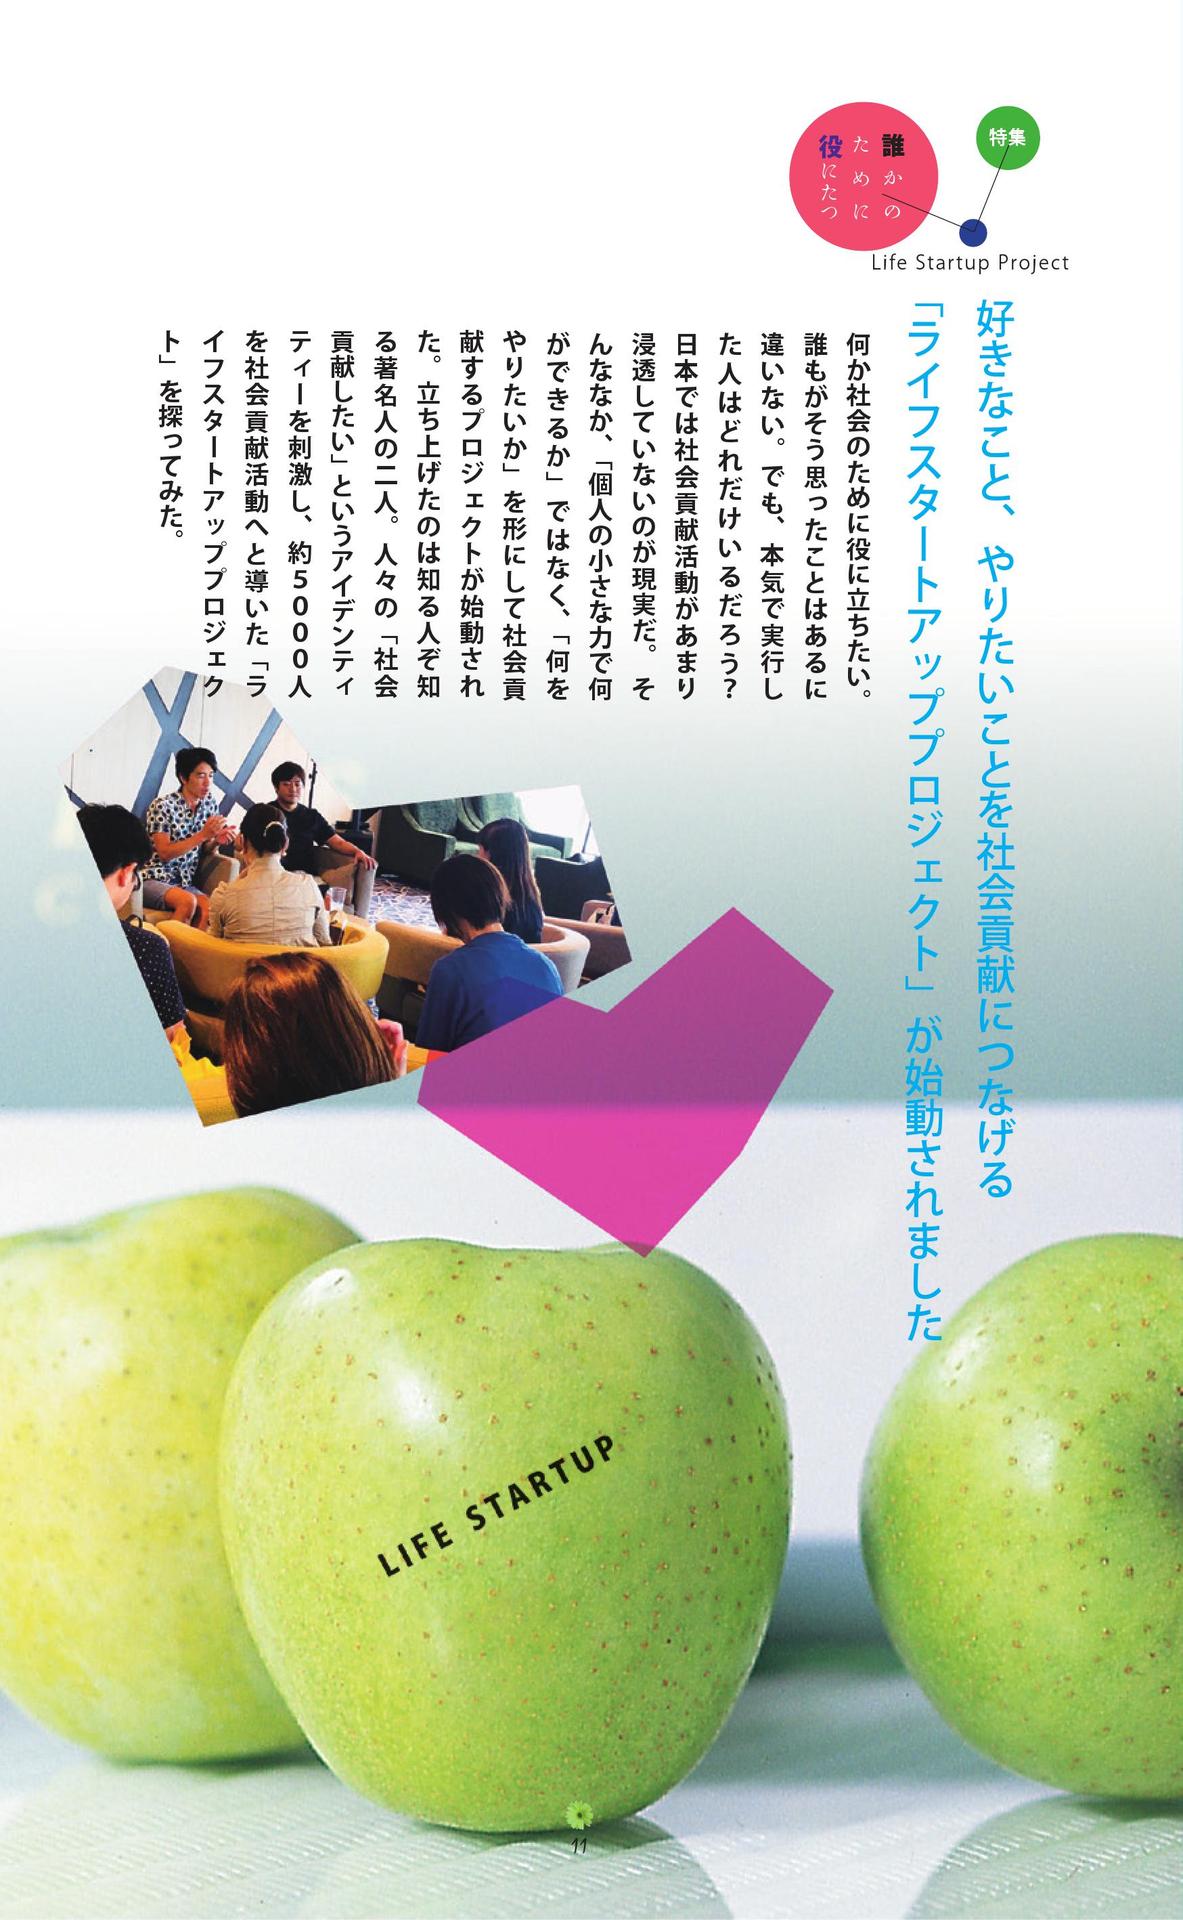 特集
誰かの
ために
役にたつ
Life Startup Project
好きなこと、やりたいことを社会貢献につなげる
「ライフスタートアッププロジェクト」が始動されました
何か社会のために役に立ちたい。
誰もがそう思ったことはあるに
違いない。でも、本気で実行し
た人はどれだけいるだろう？
日本では社会貢献活動があまり
浸透していないのが現実だ。そ
んななか、「個人の小さな力で何
ができるか」ではなく、「何を
やりたいか」を形にして社会貢
献するプロジェクトが始動され
た。立ち上げたのは知る人ぞ知
る著名人の二人。人々の「社会
貢献したい」というアイデンティ
ティーを刺激し、約5000人
を社会貢献活動へと導いた「ラ
イフスタートアッププロジェク
ト」を探ってみた。
LIFE STARTUP
11